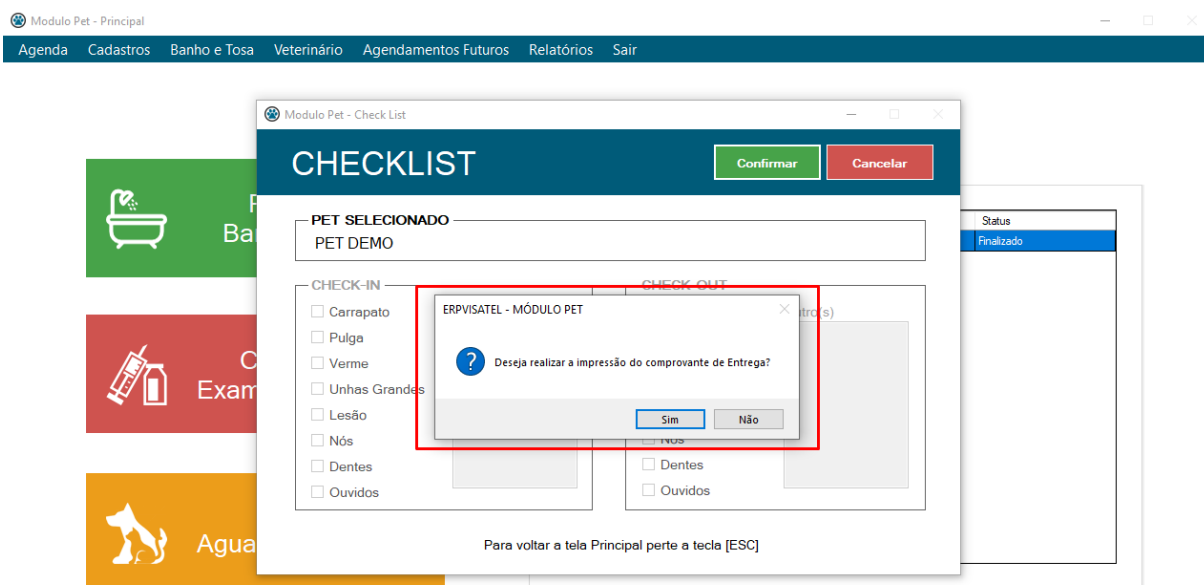 Modulo Pet - Principal
Agenda Cadastros Banho e Tosa Veterinário Agendamentos Futuros Relatórios Sair
Modulo Pet - Check List
CHECKLIST
Confirmar
Cancelar
PET SELECIONADO
PET DEMO
Status
Finalizado
CHECK-IN
Carrapato
Pulga
Verme
Unhas Grandes
Lesão
Nós
Dentes
Ouvidos
CHECK-OUT
Nós
Dentes
Ouvidos
ERPVISATEL - MÓDULO PET
Deseja realizar a impressão do comprovante de Entrega?
Sim
Não
Para voltar a tela Principal perte a tecla [ESC]